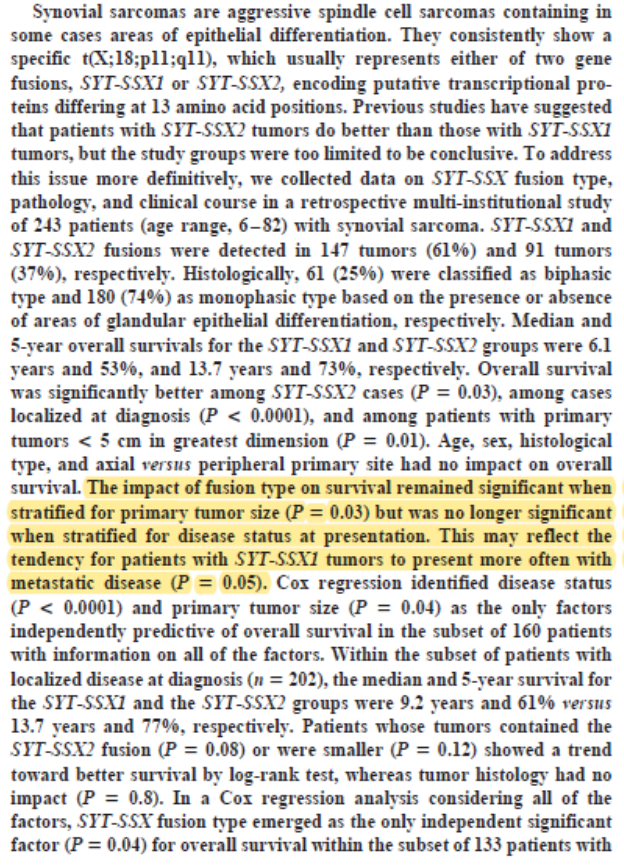 Synovial sarcomas are aggressive spindle cell sarcomas containing in
some cases areas of epithelial differentiation. They consistently show a
specific t(X;18;p11;q11), which usually represents either of two gene
fusions, SYT-SSX1 or SYT-SSX2, encoding putative transcriptional pro-
teins differing at 13 amino acid positions. Previous studies have suggested
that patients with SYT-SSX2 tumors do better than those with SYT-SSX1
tumors, but the study groups were too limited to be conclusive. To address
this issue more definitively, we collected data on SYT-SSX fusion type,
pathology, and clinical course in a retrospective multi-institutional study
of 243 patients (age range, 6–82) with synovial sarcoma. SYT-SSX1 and
SYT-SSX2 fusions were detected in 147 tumors (61%) and 91 tumors
(37%), respectively. Histologically, 61 (25%) were classified as biphasic
type and 180 (74%) as monophasic type based on the presence or absence
of areas of glandular epithelial differentiation, respectively. Median and
5-year overall survivals for the SYT-SSX1 and SYT-SSX2 groups were 6.1
years and 53%, and 13.7 years and 73%, respectively. Overall survival
was significantly better among SYT-SSX2 cases (P = 0.03), among cases
localized at diagnosis (P < 0.0001), and among patients with primary
tumors < 5 cm in greatest dimension (P = 0.01). Age, sex, histological
type, and axial versus peripheral primary site had no impact on overall
survival. The impact of fusion type on survival remained significant when
stratified for primary tumor size (P = 0.03) but was no longer significant
when stratified for disease status at presentation. This may reflect the
tendency for patients with SYT-SSX1 tumors to present more often with
metastatic disease (P = 0.05). Cox regression identified disease status
(P < 0.0001) and primary tumor size (P = 0.04) as the only factors
independently predictive of overall survival in the subset of 160 patients
with information on all of the factors. Within the subset of patients with
localized disease at diagnosis (n = 202), the median and 5-year survival for
the SYT-SSX1 and the SYT-SSX2 groups were 9.2 years and 61% versus
13.7 years and 77%, respectively. Patients whose tumors contained the
SYT-SSX2 fusion (P = 0.08) or were smaller (P = 0.12) showed a trend
toward better survival by log-rank test, whereas tumor histology had no
impact (P = 0.8). In a Cox regression analysis considering all of the
factors, SYT-SSX fusion type emerged as the only independent significant
factor (P = 0.04) for overall survival within the subset of 133 patients with